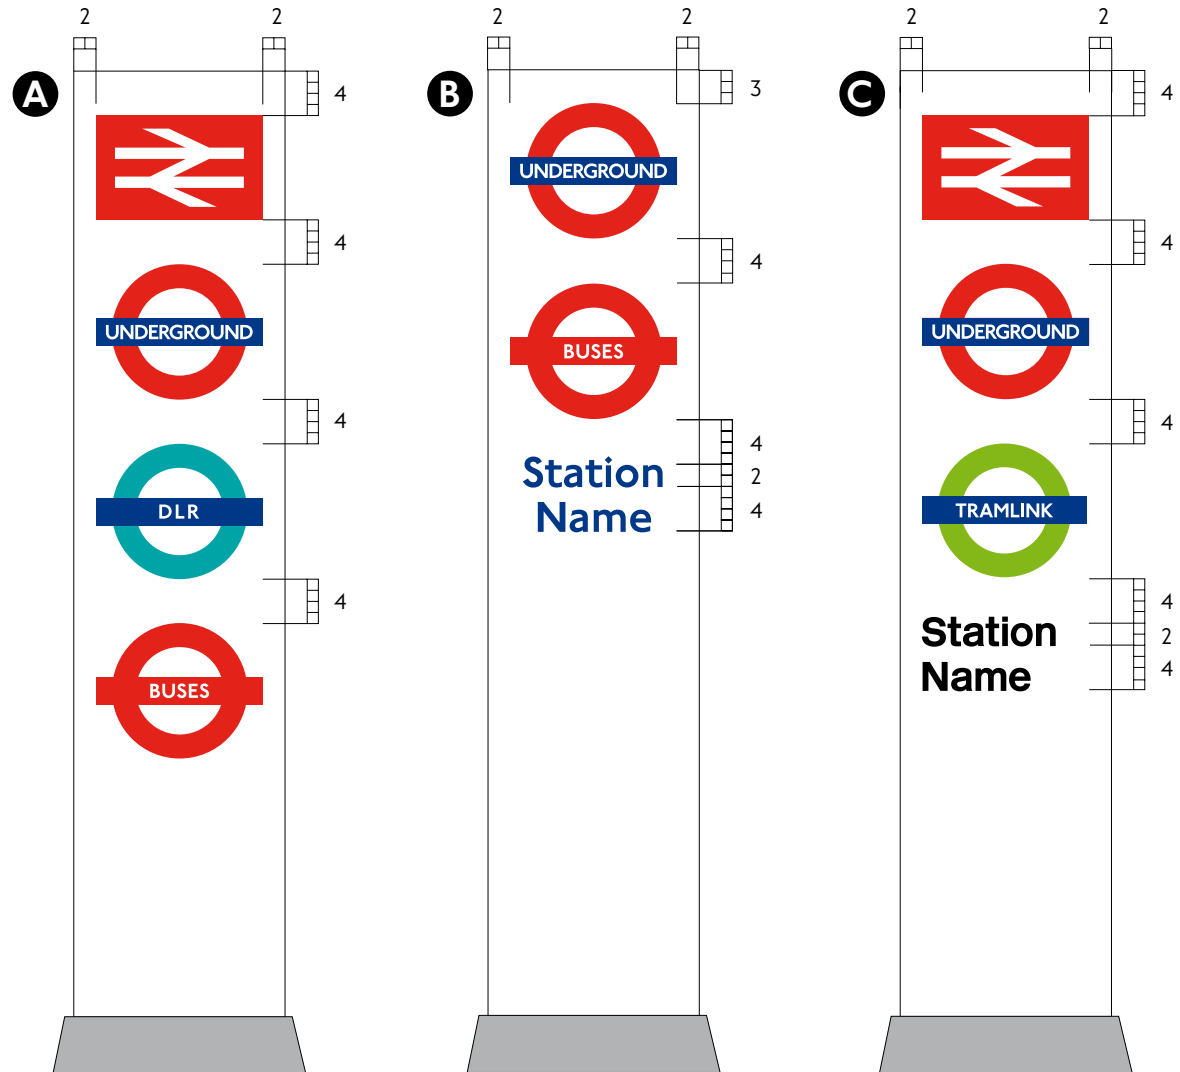 2 2 2 2 2 2
A 4 B 3 C 4
UNDERGROUND
4 4 4
UNDERGROUND BUSES UNDERGROUND
4 4 4
Station 2
Name 4
DLR TRAMLINK
4 4
Station 2
Name 4
BUSES